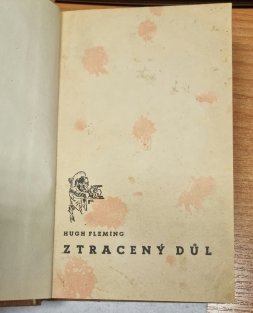 HUGH FLEMING
ZTRACENÝ DŮL